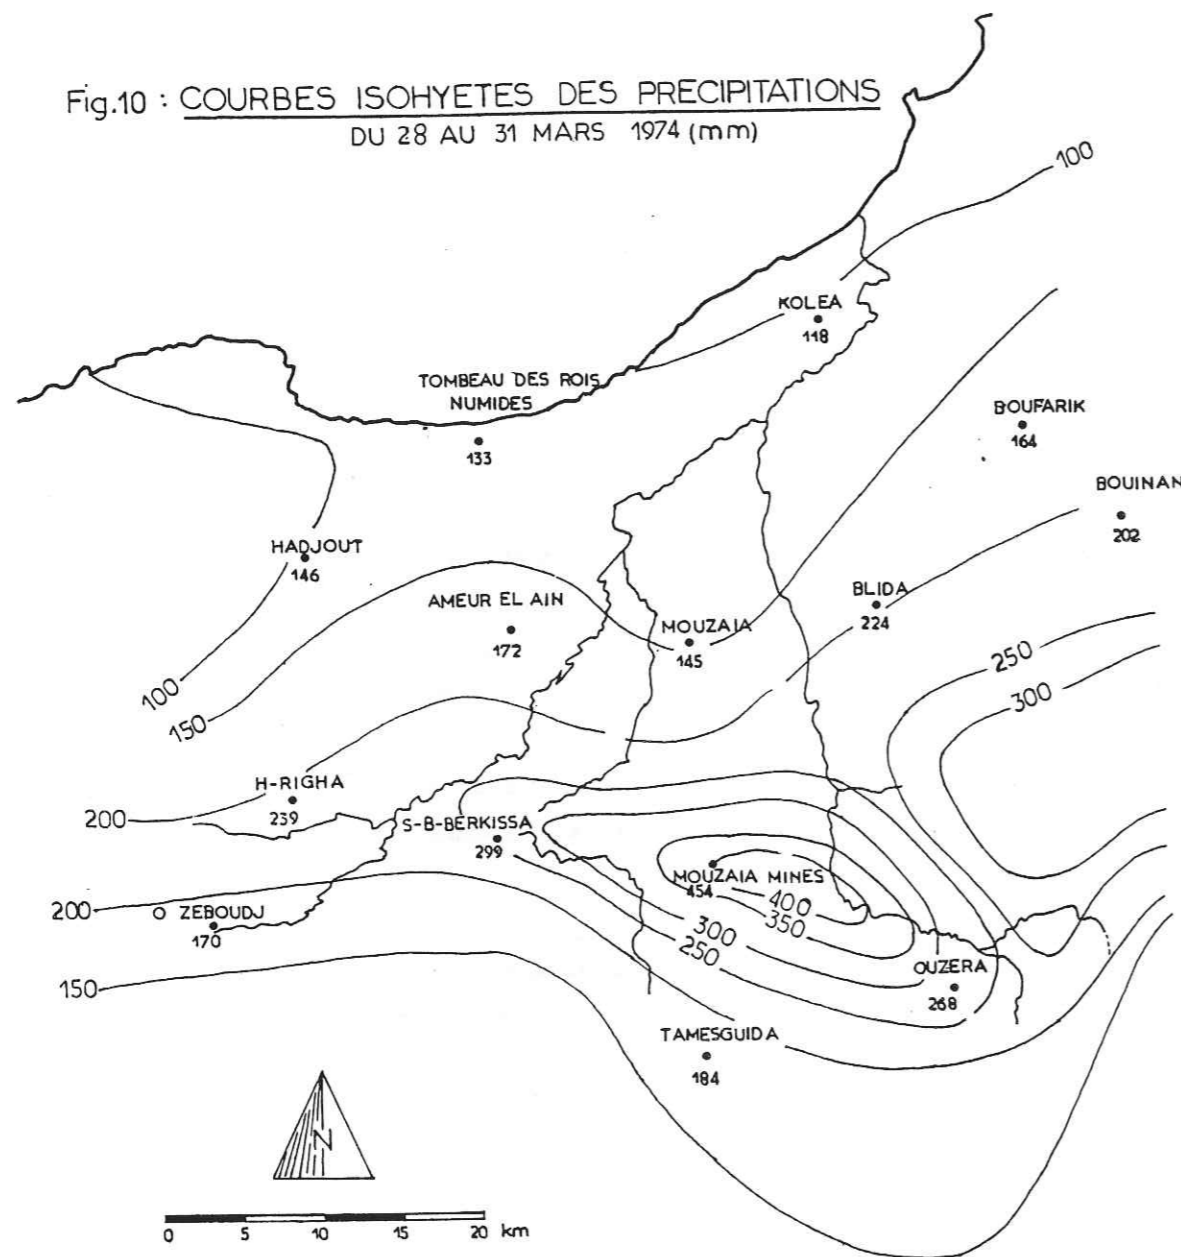 Fig.10 : COURBES ISOHYETES DES PRECIPITATIONS
DU 28 AU 31 MARS 1974 (mm)
100
KOLEA
118
TOMBEAU DES ROIS
NUMIDES
133
BOUFARIK
164
BOUINAN
202
HADJOUT
146
AMEUR EL AIN
172
MOUZAIA
145
BLIDA
224
250
300
100
150
H-RIGHA
239
200
S-B-BERKISSA
299
MOUZAIA MINES
454
400
350
300
250
200
O ZEBOUDJ
170
150
OUZERA
268
TAMESGUIDA
184
N
0 5 10 15 20 km